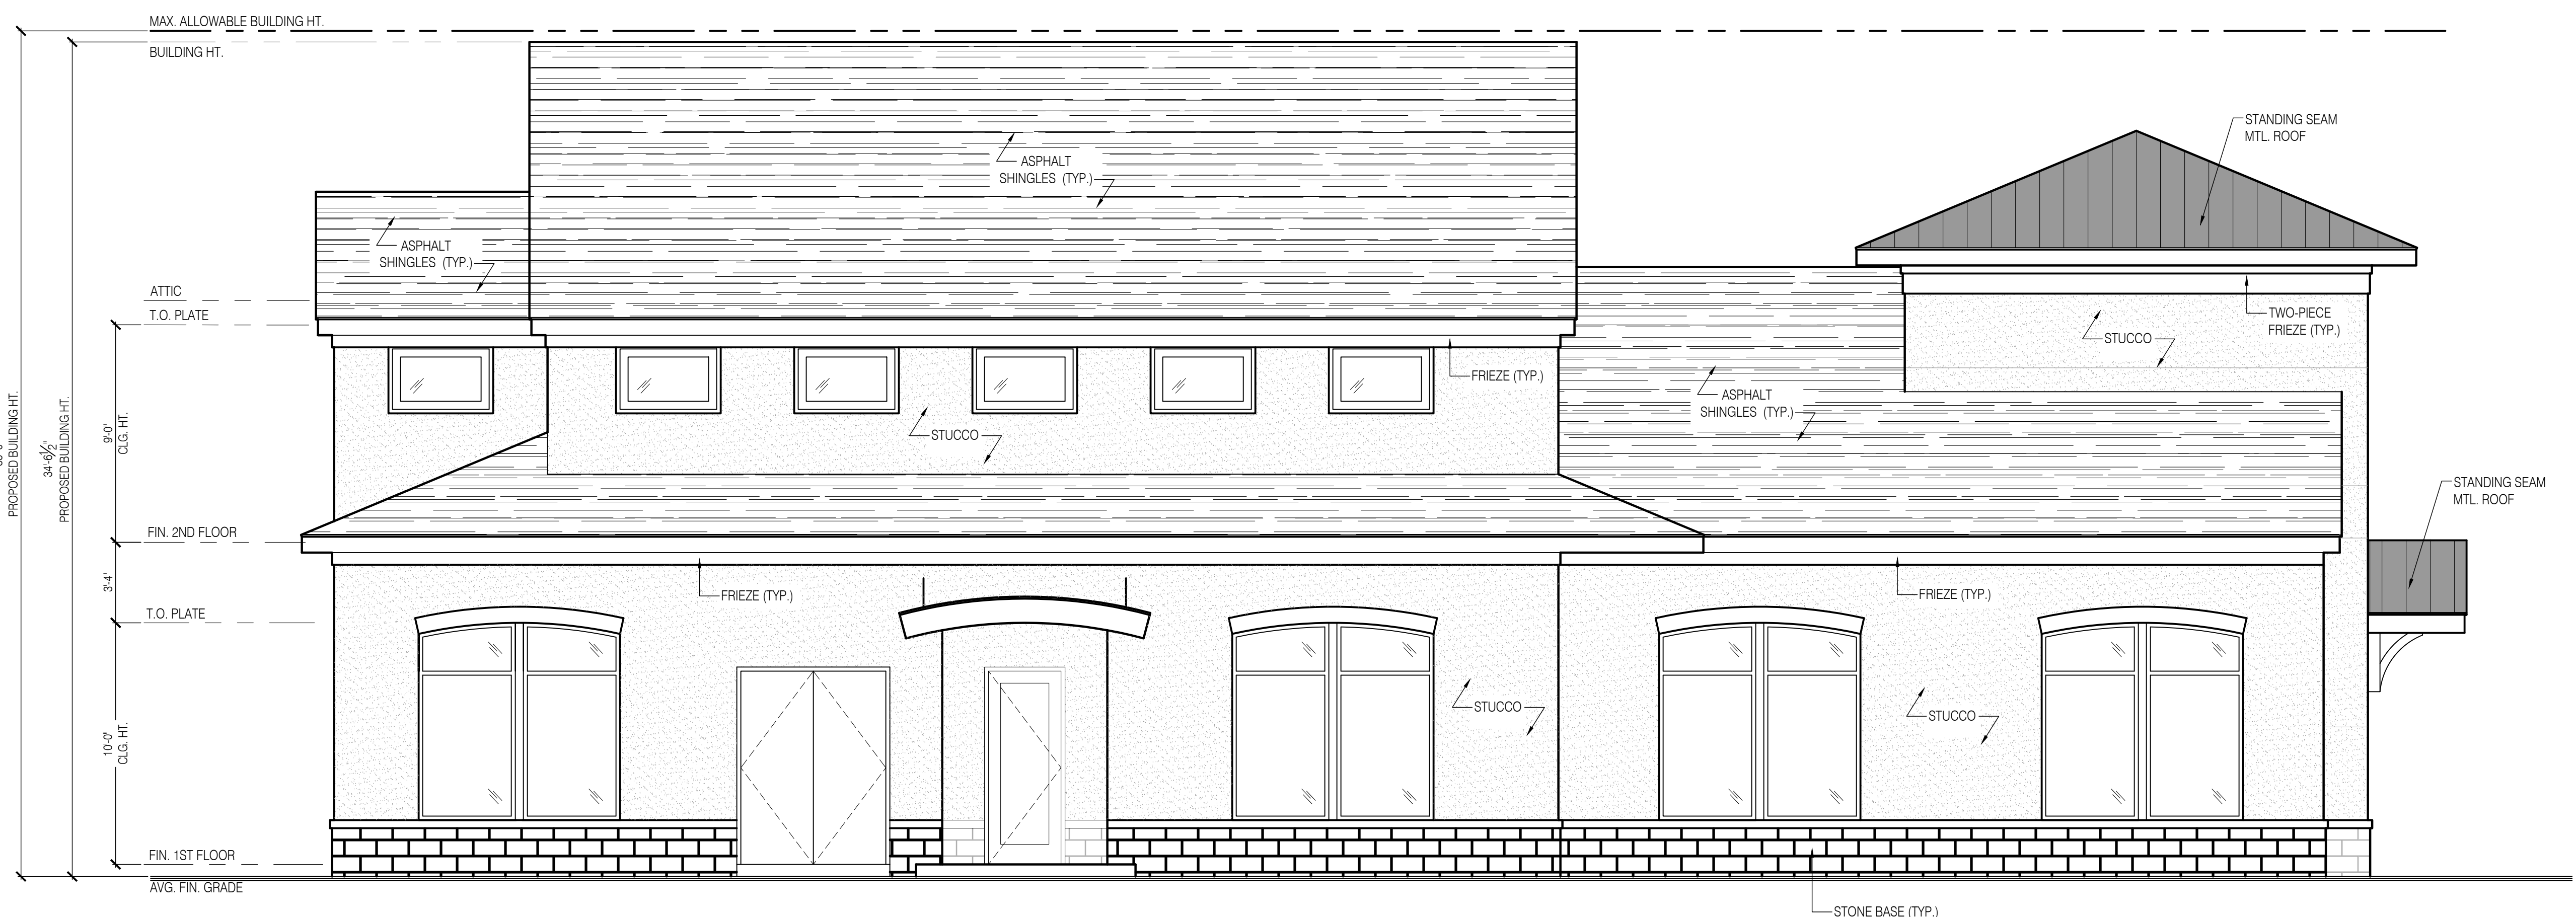 MAX. ALLOWABLE BUILDING HT.
BUILDING HT.
STANDING SEAM
MTL. ROOF
ASPHALT
SHINGLES (TYP.)
ASPHALT
SHINGLES (TYP.)
ATTIC
T.O. PLATE
TWO-PIECE
FRIEZE (TYP.)
STUCCO
FRIEZE (TYP.)
ASPHALT
SHINGLES (TYP.)
STUCCO
PROPOSED BUILDING HT.
34'-6 1/2"
PROPOSED BUILDING HT.
9'-0"
CLG. HT.
STANDING SEAM
MTL. ROOF
FIN. 2ND FLOOR
3'-4"
FRIEZE (TYP.)
FRIEZE (TYP.)
T.O. PLATE
STUCCO
STUCCO
10'-0"
CLG. HT.
FIN. 1ST FLOOR
AVG. FIN. GRADE
STONE BASE (TYP.)